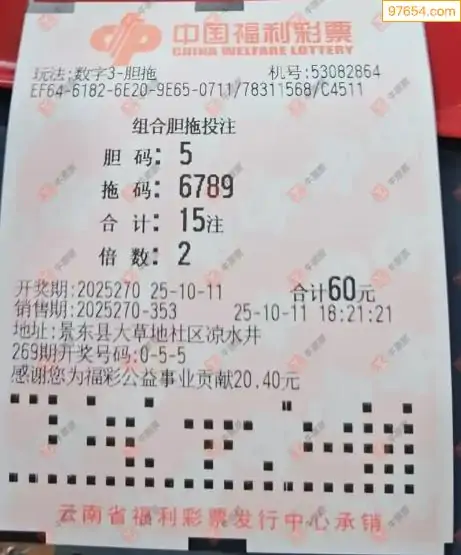 97654.com
中国福利彩票
CHINA WELFARE LOTTERY
玩法:数字3-胆拖 机号:53082864
EF64-6182-6E20-9E65-0711/78311568/C4511
组合胆拖投注
胆 码: 5
拖 码: 6789
合 计: 15注
倍 数: 2
开奖期:2025270 25-10-11 合计60元
销售期:2025270-353 25-10-11 18:21:21
地址:景东县大草地社区凉水井
269期开奖号码:0-5-5
感谢您为福彩公益事业贡献20.40元
云南省福利彩票发行中心承销